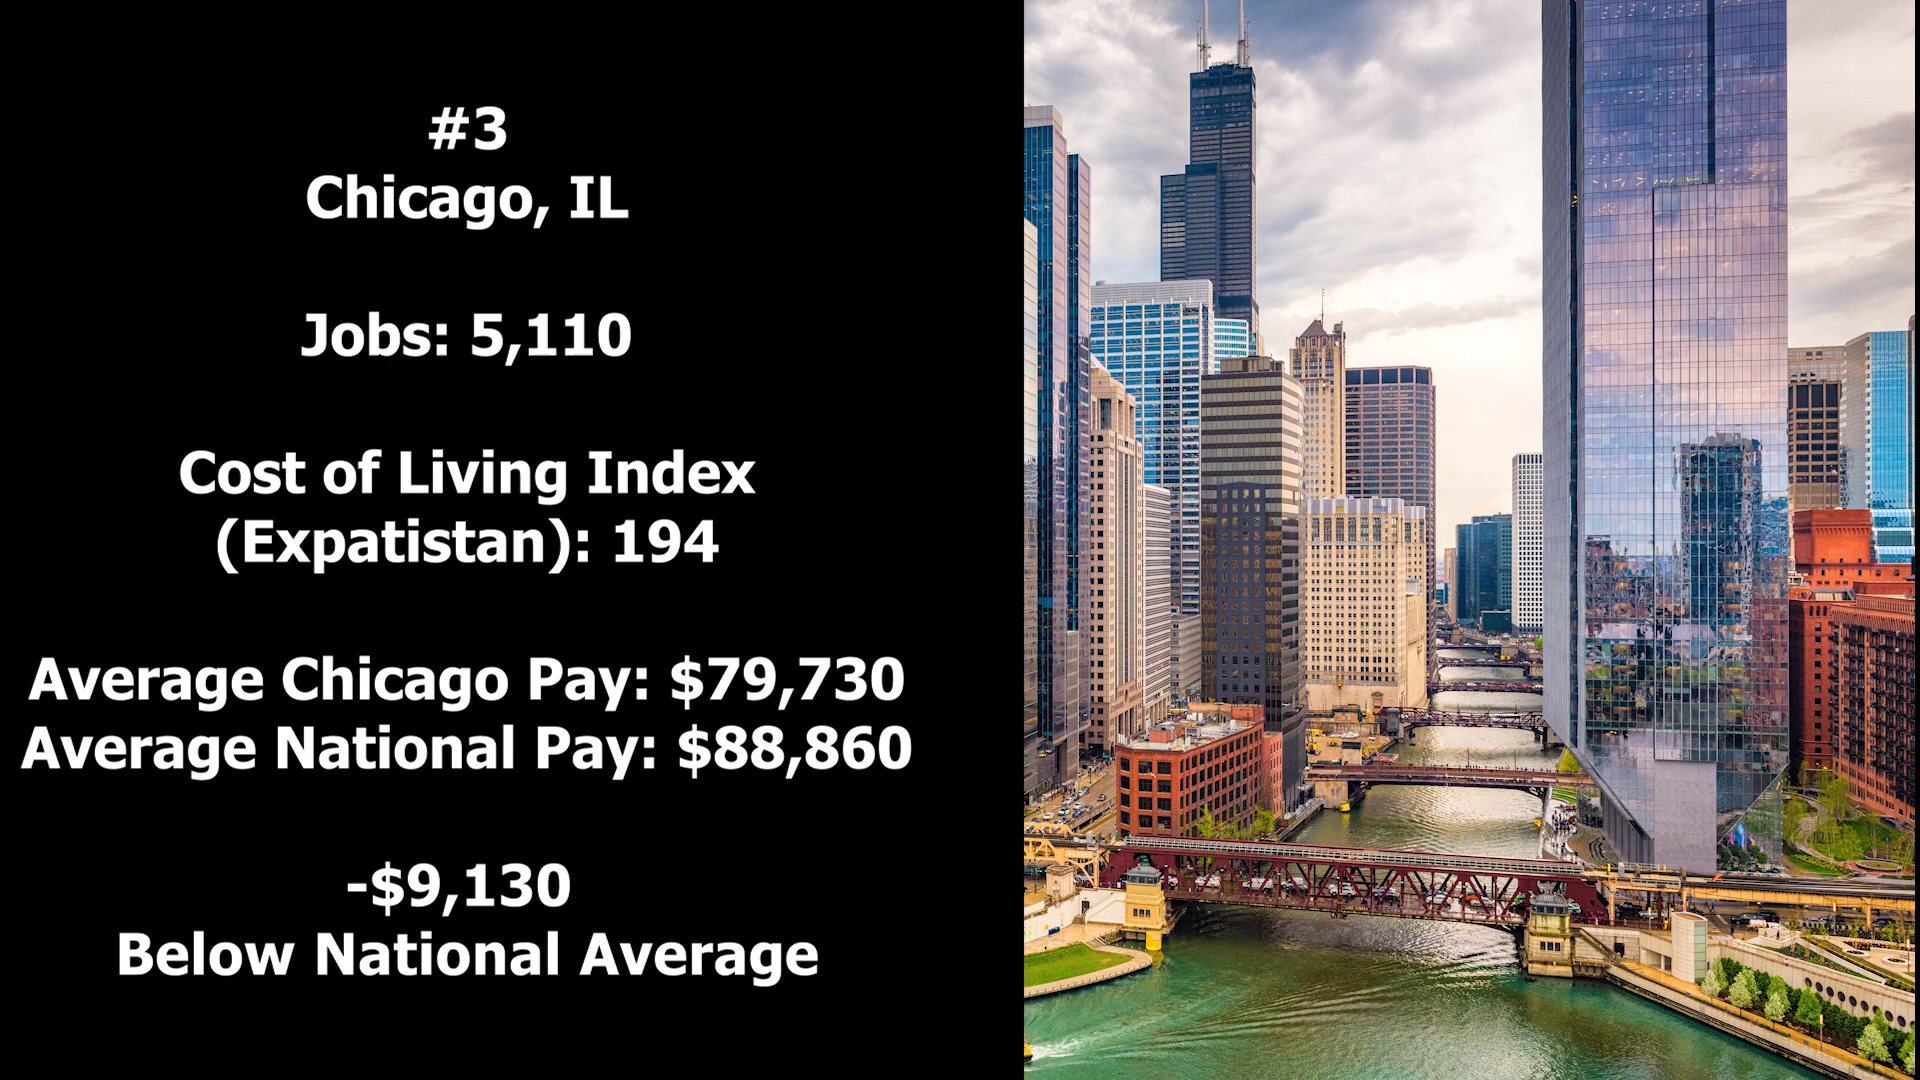 #3
Chicago, IL
Jobs: 5,110
Cost of Living Index
(Expatistan): 194
Average Chicago Pay: $79,730
Average National Pay: $88,860
-$9,130
Below National Average